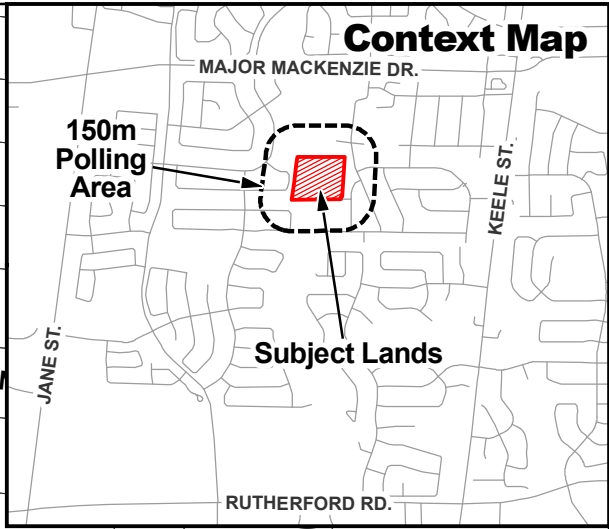 Context Map
MAJOR MACKENZIE DR.
150m
Polling
Area
KEELE ST.
Subject Lands
JANE ST.
RUTHERFORD RD.